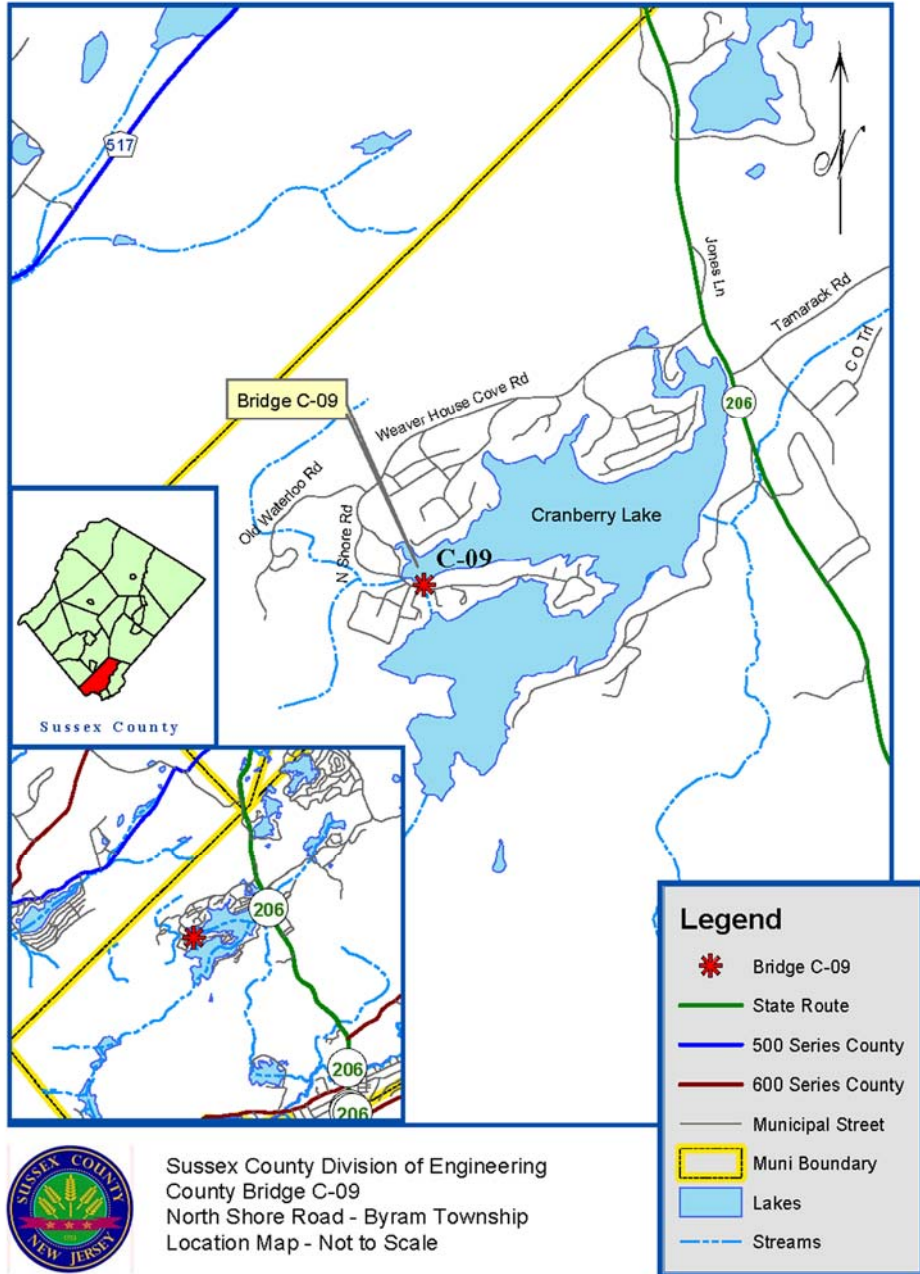 517
Jones Ln
Tamarack Rd
C O Trl
206
Weaver House Cove Rd
Bridge C-09
Old Waterloo Rd
N Shore Rd
Cranberry Lake
C-09
N
Sussex County
206
206
206
Legend
Bridge C-09
State Route
500 Series County
600 Series County
Municipal Street
Muni Boundary
Lakes
Streams
SUSSEX COUNTY
NEW JERSEY
Sussex County Division of Engineering
County Bridge C-09
North Shore Road - Byram Township
Location Map - Not to Scale